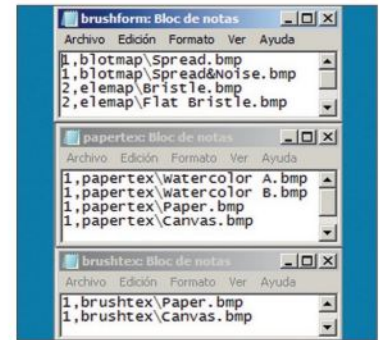 brushform: Bloc de notas
Archivo Edición Formato Ver Ayuda
1,blotmap\Spread.bmp
1,blotmap\Spread&Noise.bmp
2,elemap\Bristle.bmp
2,elemap\Flat Bristle.bmp
papertex: Bloc de notas
Archivo Edición Formato Ver Ayuda
1,papertex\Watercolor A.bmp
1,papertex\Watercolor B.bmp
1,papertex\Paper.bmp
1,papertex\Canvas.bmp
brushtex: Bloc de notas
Archivo Edición Formato Ver Ayuda
1,brushtex\Paper.bmp
1,brushtex\Canvas.bmp